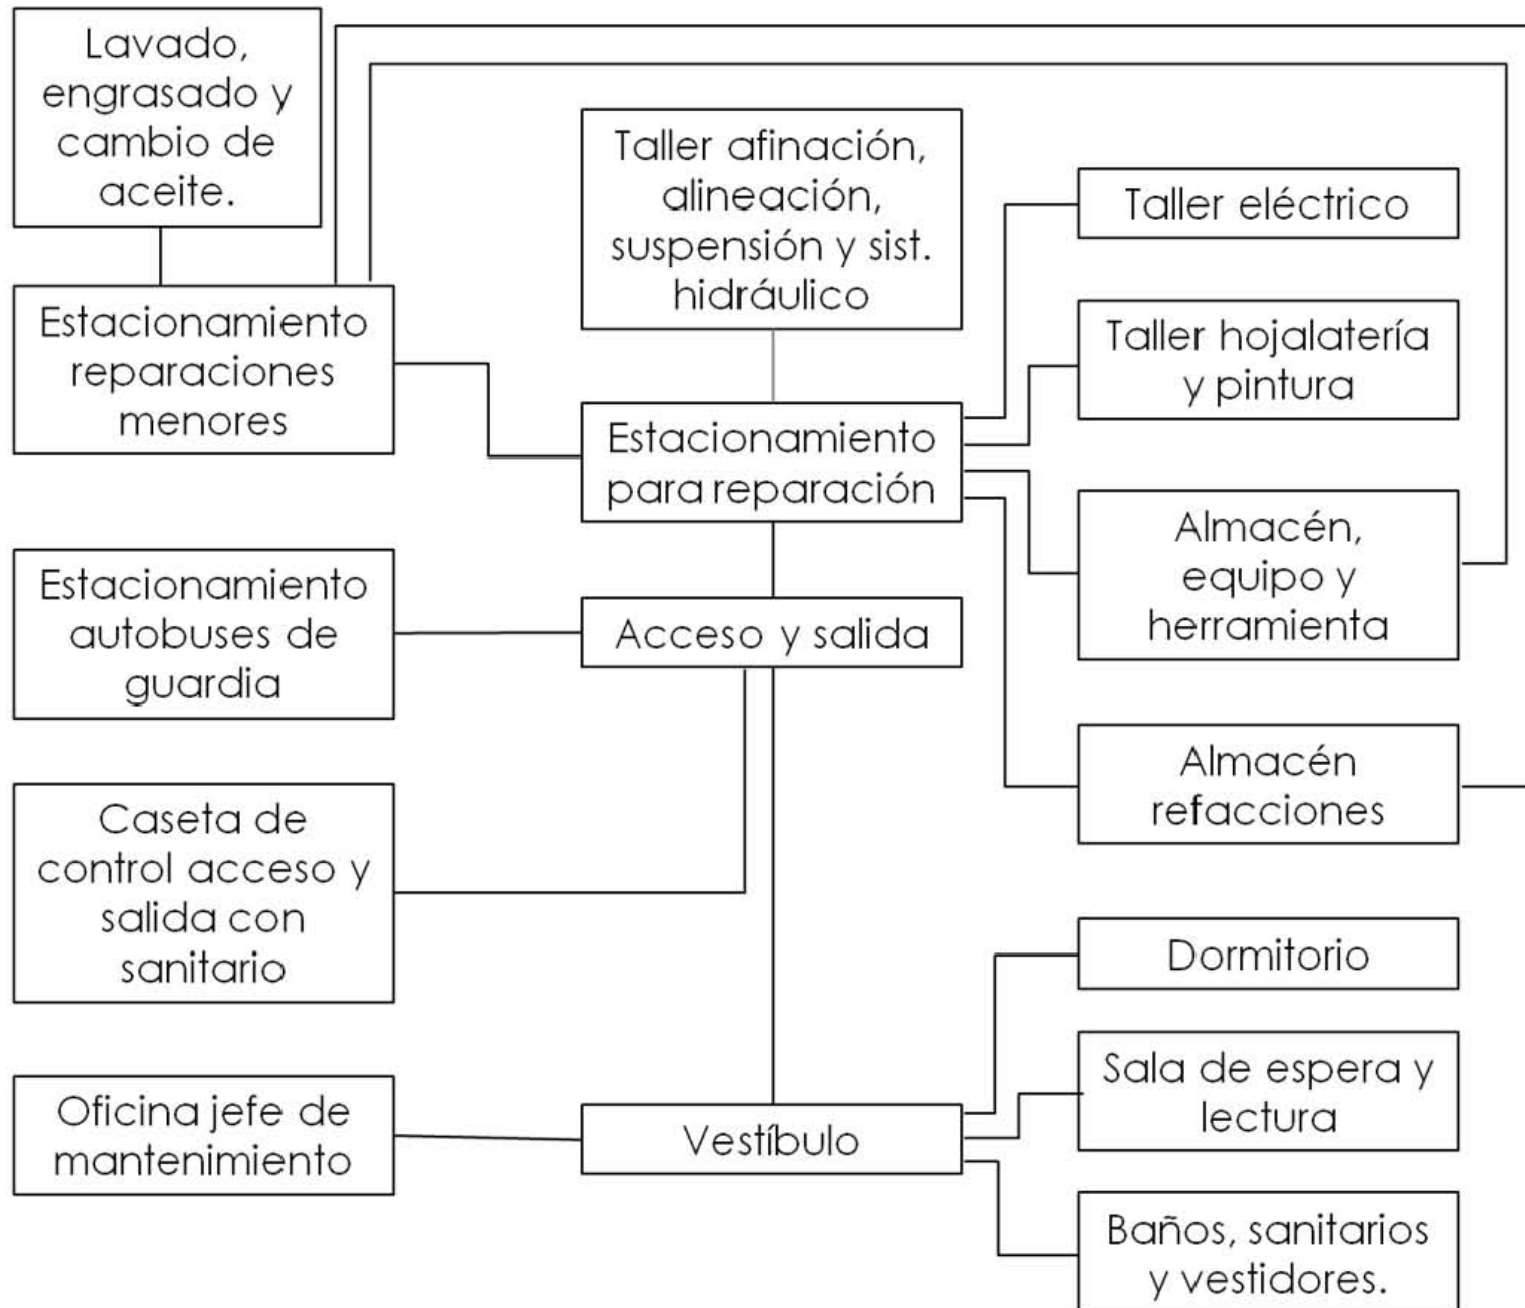 Lavado,
engrasado y
cambio de
aceite.
Taller afinación,
alineación,
suspensión y sist.
hidráulico
Taller eléctrico
Estacionamiento
reparaciones
menores
Taller hojalatería
y pintura
Estacionamiento
para reparación
Almacén,
equipo y
herramienta
Estacionamiento
autobuses de
guardia
Acceso y salida
Almacén
refacciones
Caseta de
control acceso y
salida con
sanitario
Dormitorio
Sala de espera y
lectura
Oficina jefe de
mantenimiento
Vestíbulo
Baños, sanitarios
y vestidores.